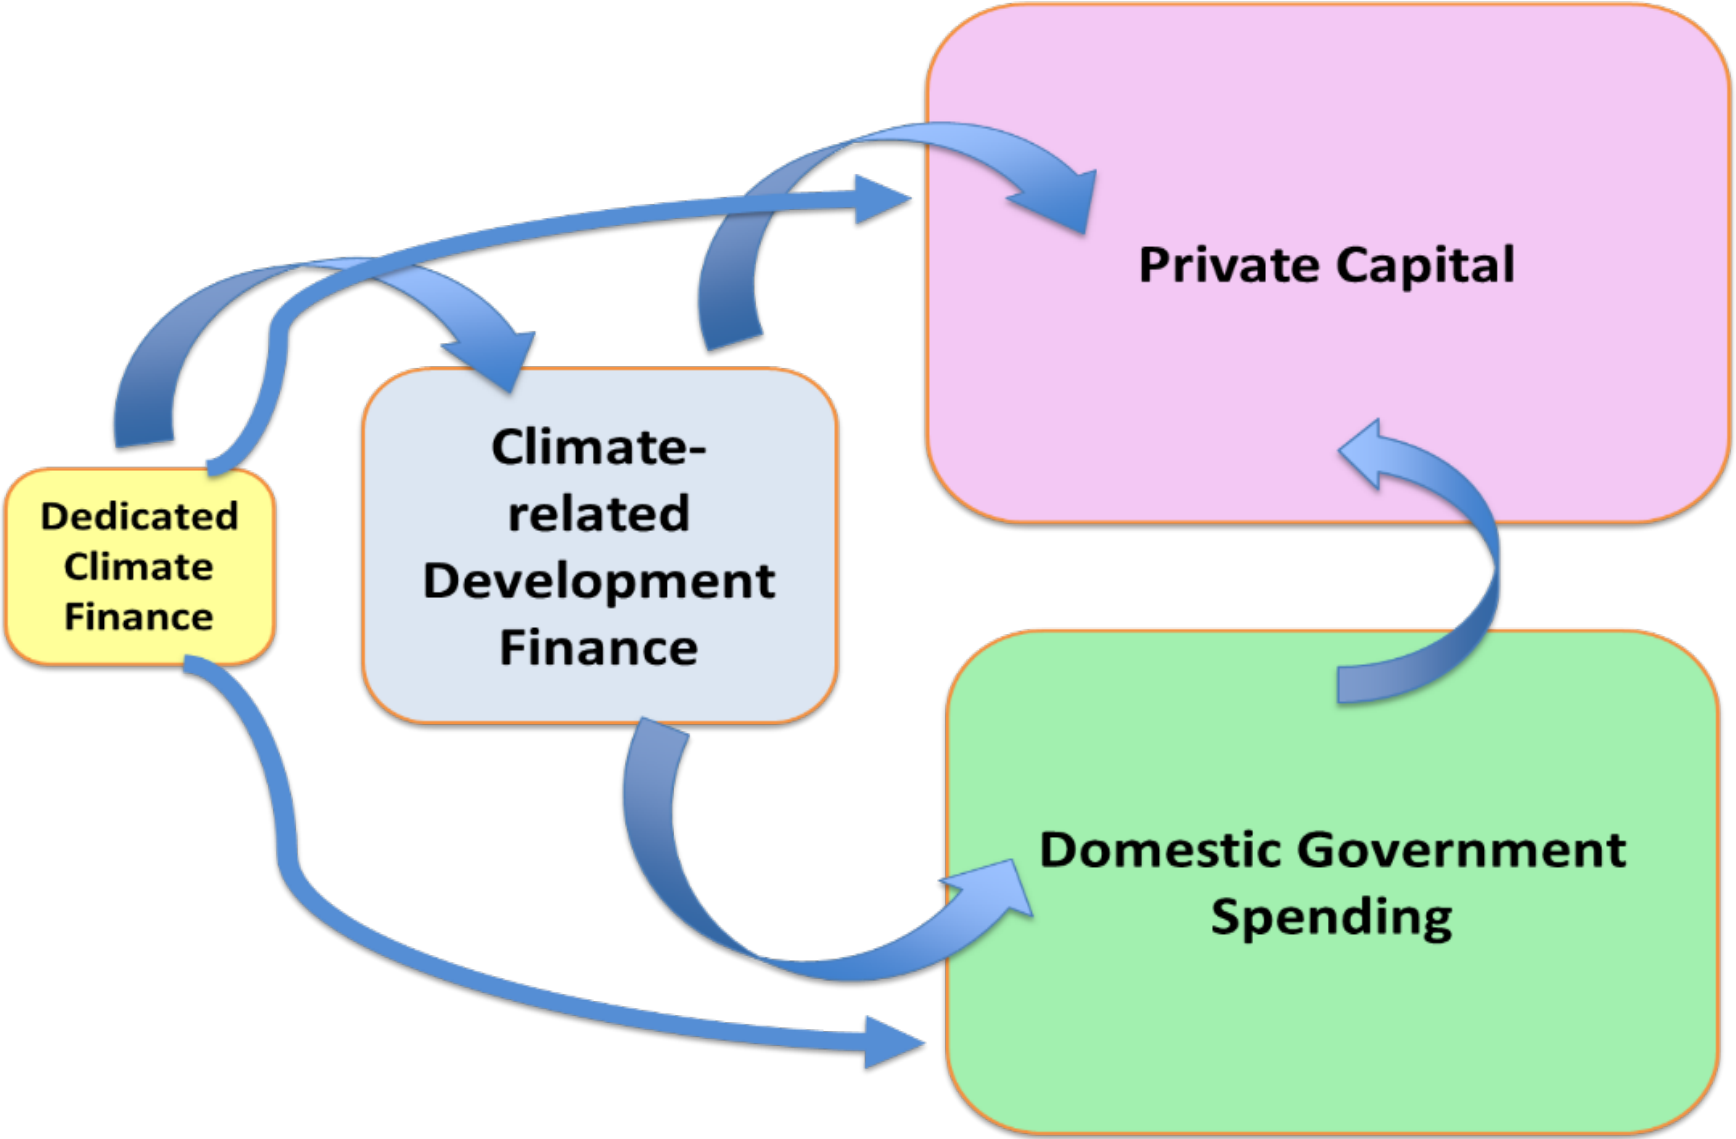 Private Capital
Climate-
related
Development
Finance
Dedicated
Climate
Finance
Domestic Government
Spending